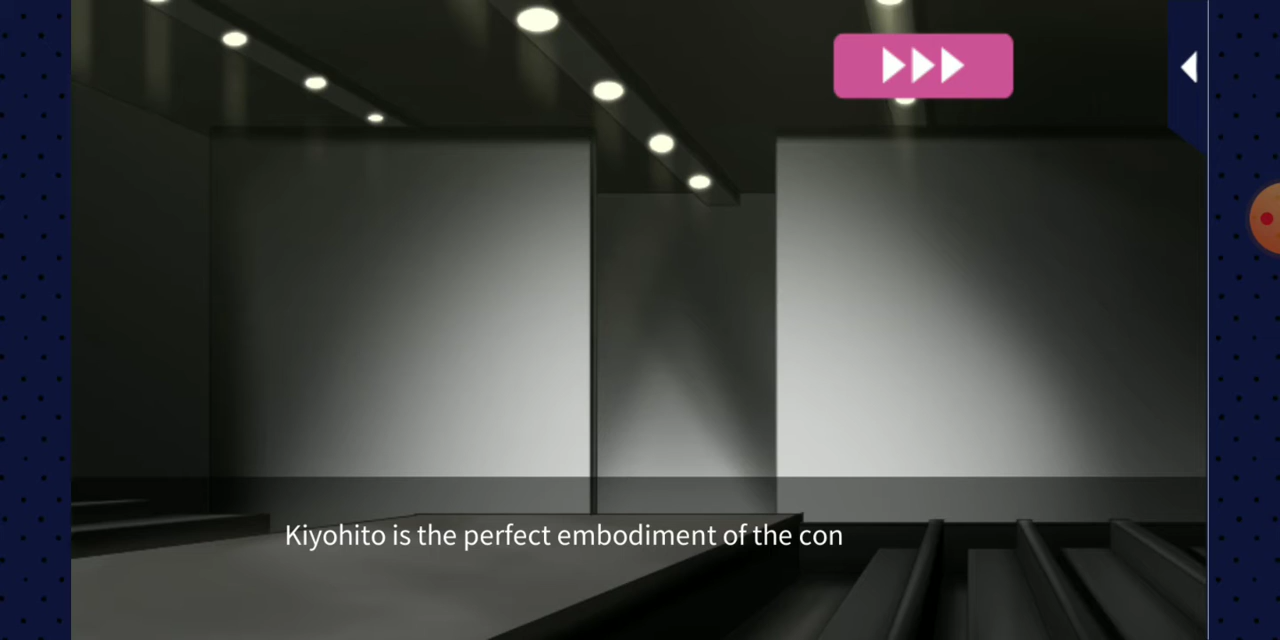 Kiyohito is the perfect embodiment of the con